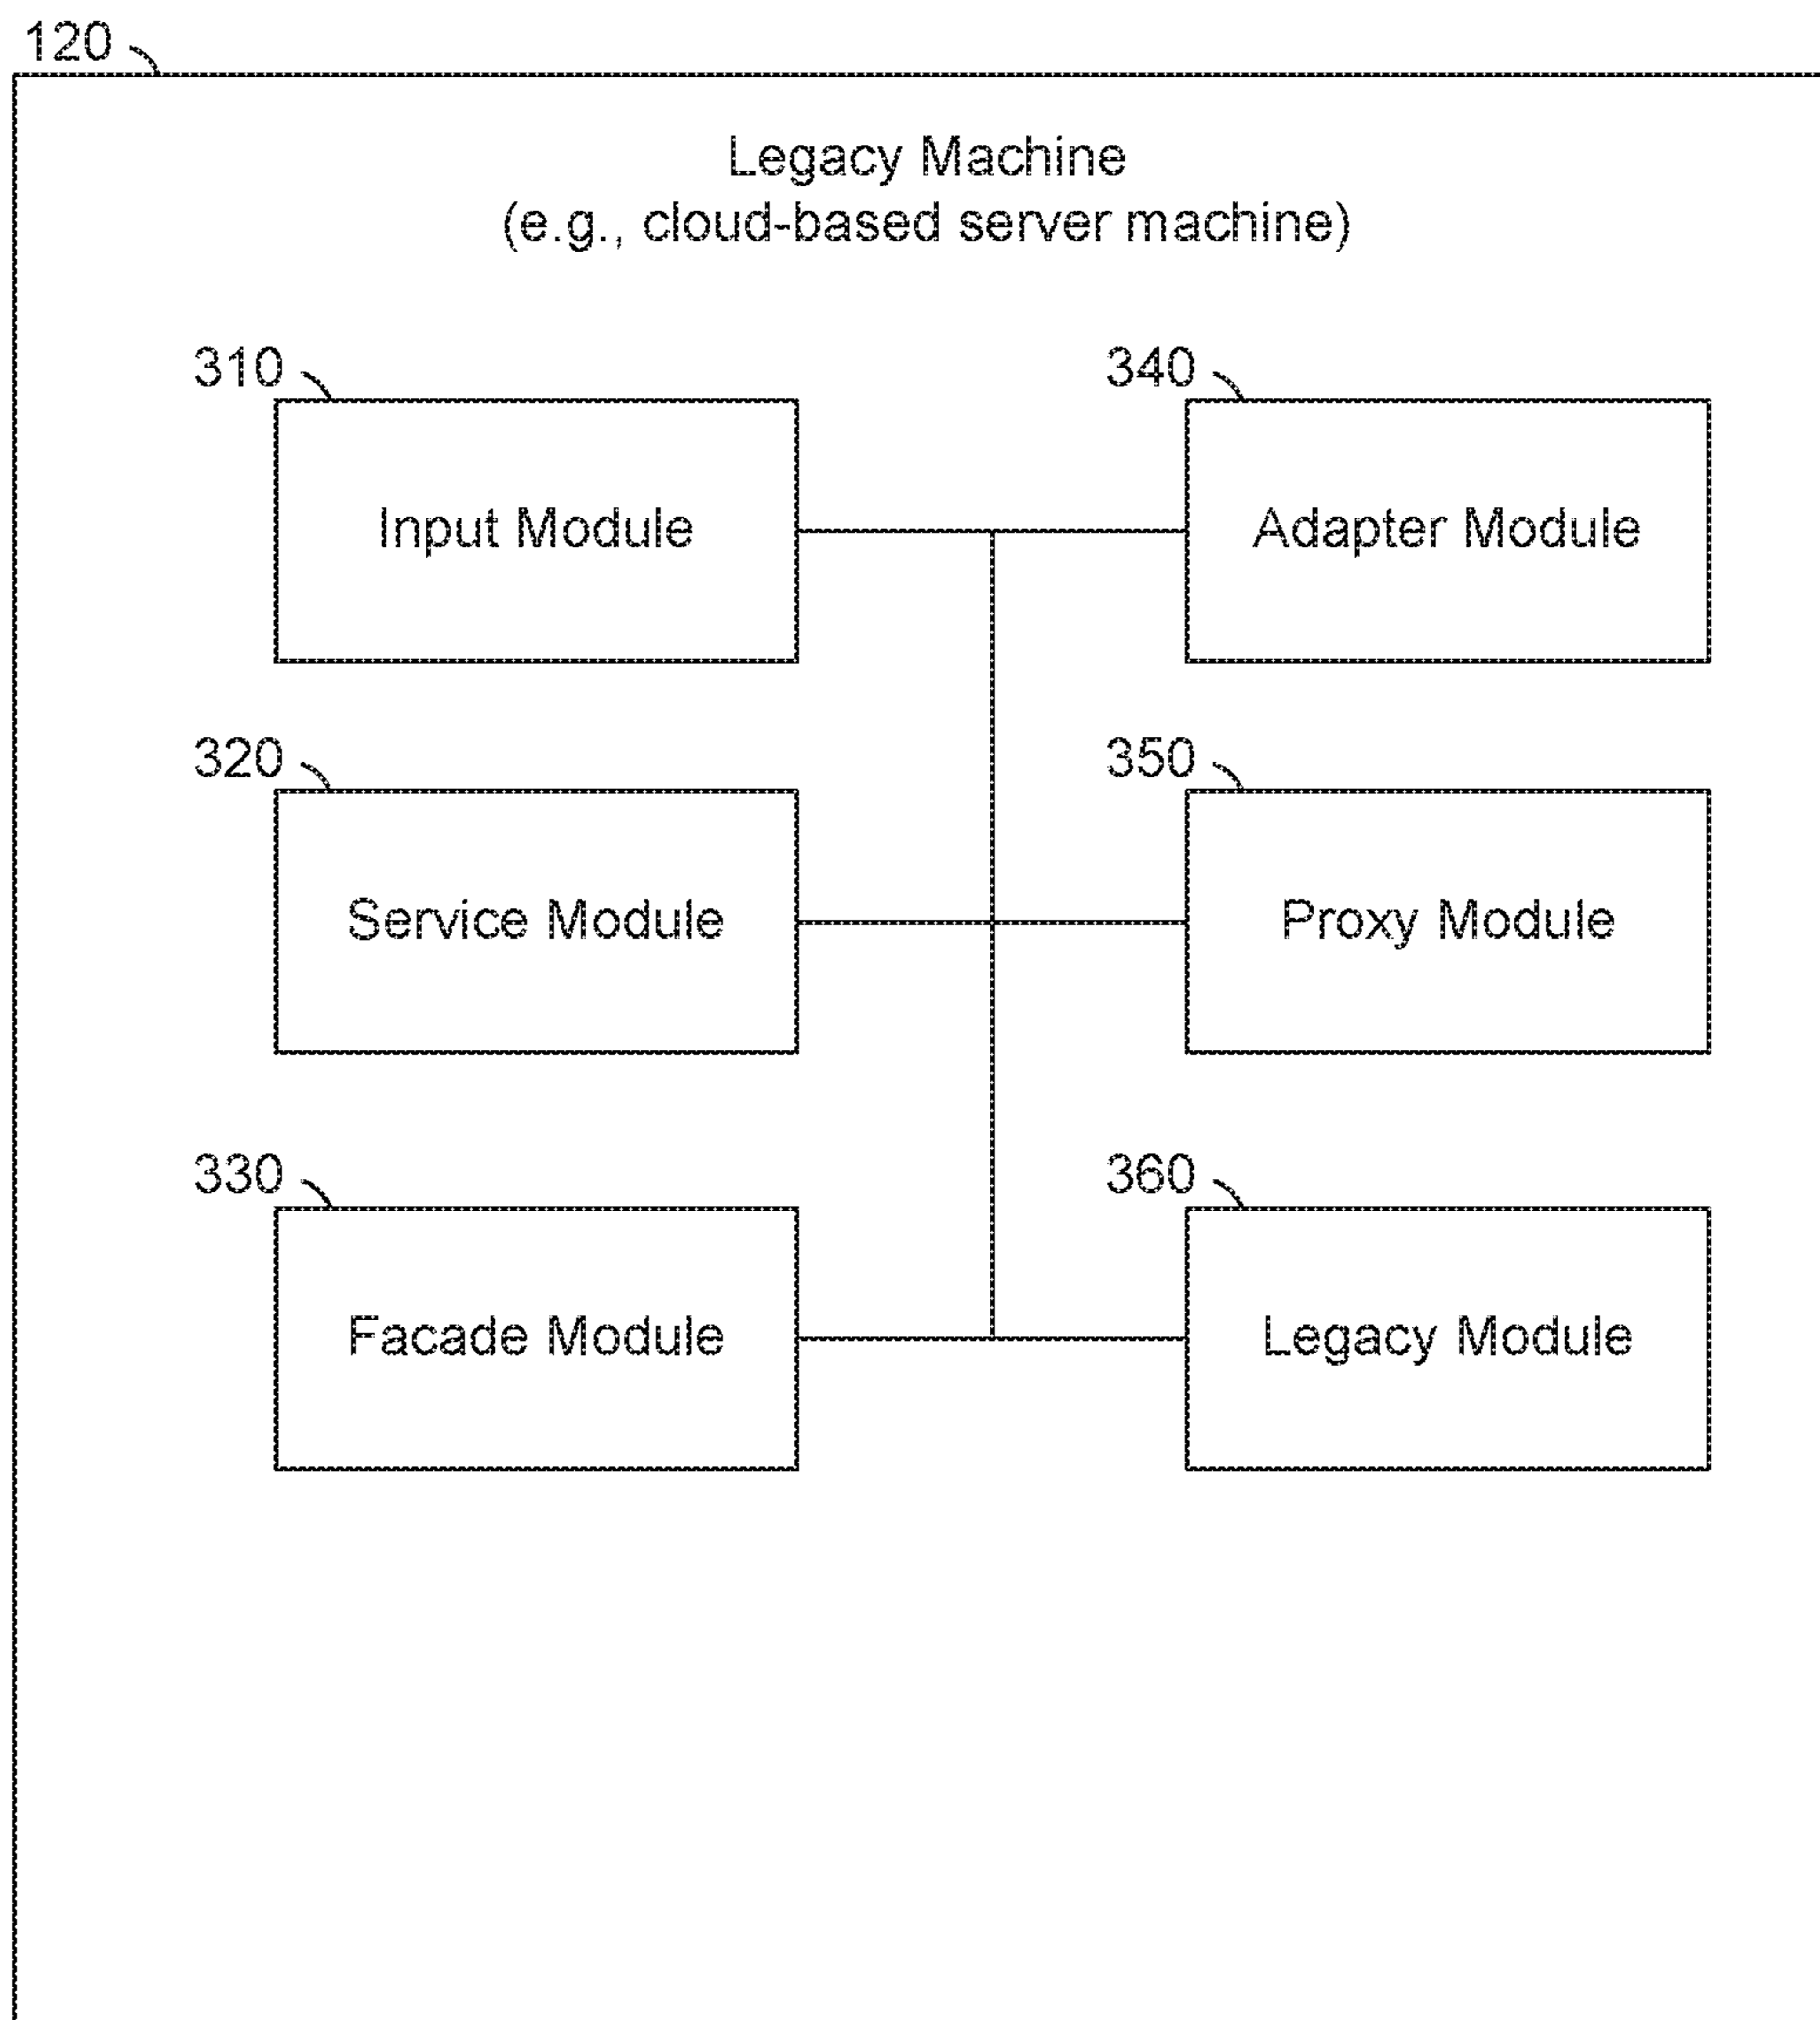 120
Legacy Machine
(e.g., cloud-based server machine)
310
Input Module
340
Adapter Module
320
Service Module
350
Proxy Module
330
Facade Module
360
Legacy Module